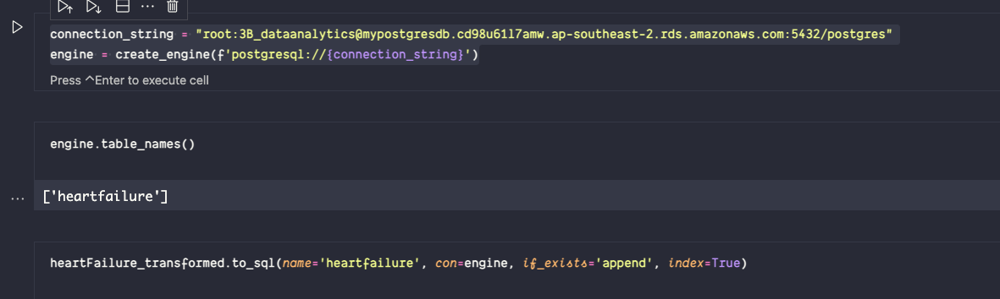 connection_string = "root:3B_dataanalytics@mypostgresdb.cd98u61l7amw.ap-southeast-2.rds.amazonaws.com:5432/postgres"
engine = create_engine(f'postgresql://{connection_string}')
Press ^Enter to execute cell
engine.table_names()
['heartfailure']
heartFailure_transformed.to_sql(name='heartfailure', con=engine, if_exists='append', index=True)